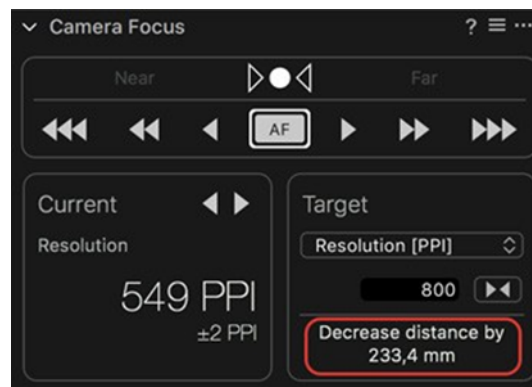 Camera Focus ?
Near Far
AF
Current
Resolution
549 PPI
±2 PPI
Target
Resolution [PPI]
800
Decrease distance by
233,4 mm